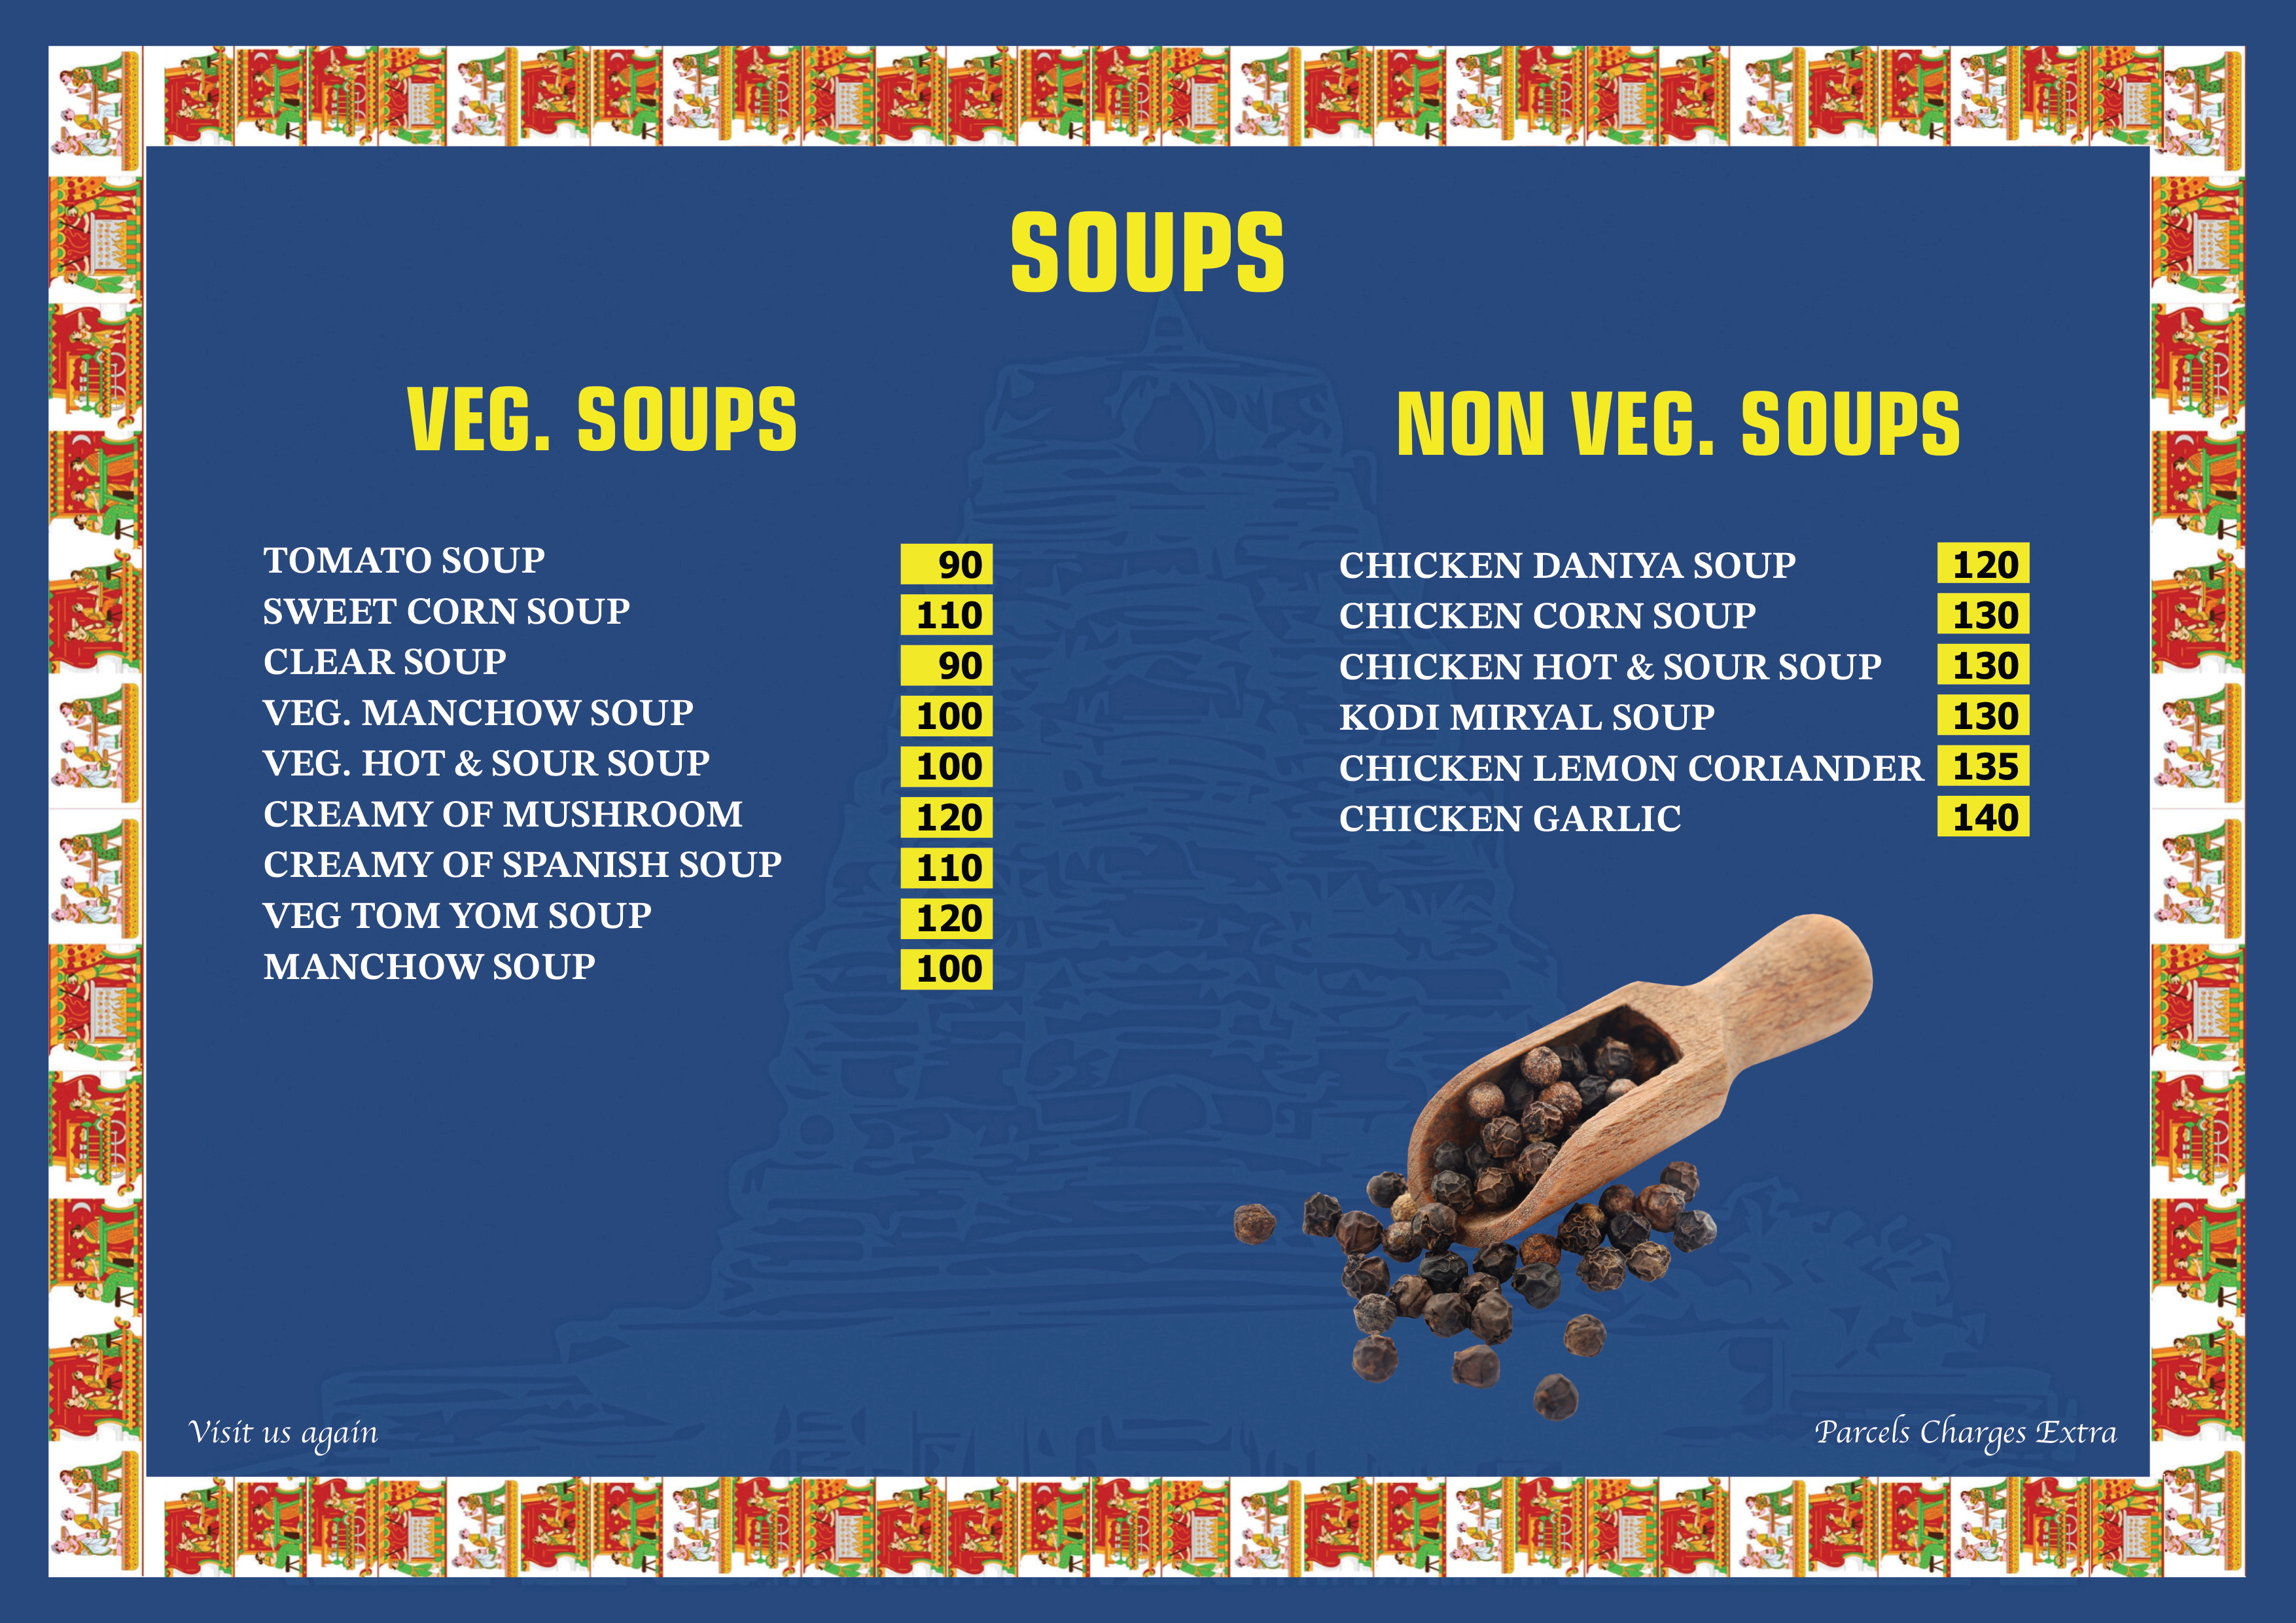 SOUPS
VEG. SOUPS
TOMATO SOUP 90
SWEET CORN SOUP 110
CLEAR SOUP 90
VEG. MANCHOW SOUP 100
VEG. HOT & SOUR SOUP 100
CREAMY OF MUSHROOM 120
CREAMY OF SPANISH SOUP 110
VEG TOM YOM SOUP 120
MANCHOW SOUP 100
NON VEG. SOUPS
CHICKEN DANIYA SOUP 120
CHICKEN CORN SOUP 130
CHICKEN HOT & SOUR SOUP 130
KODI MIRYAL SOUP 130
CHICKEN LEMON CORIANDER 135
CHICKEN GARLIC 140
Visit us again
Parcels Charges Extra